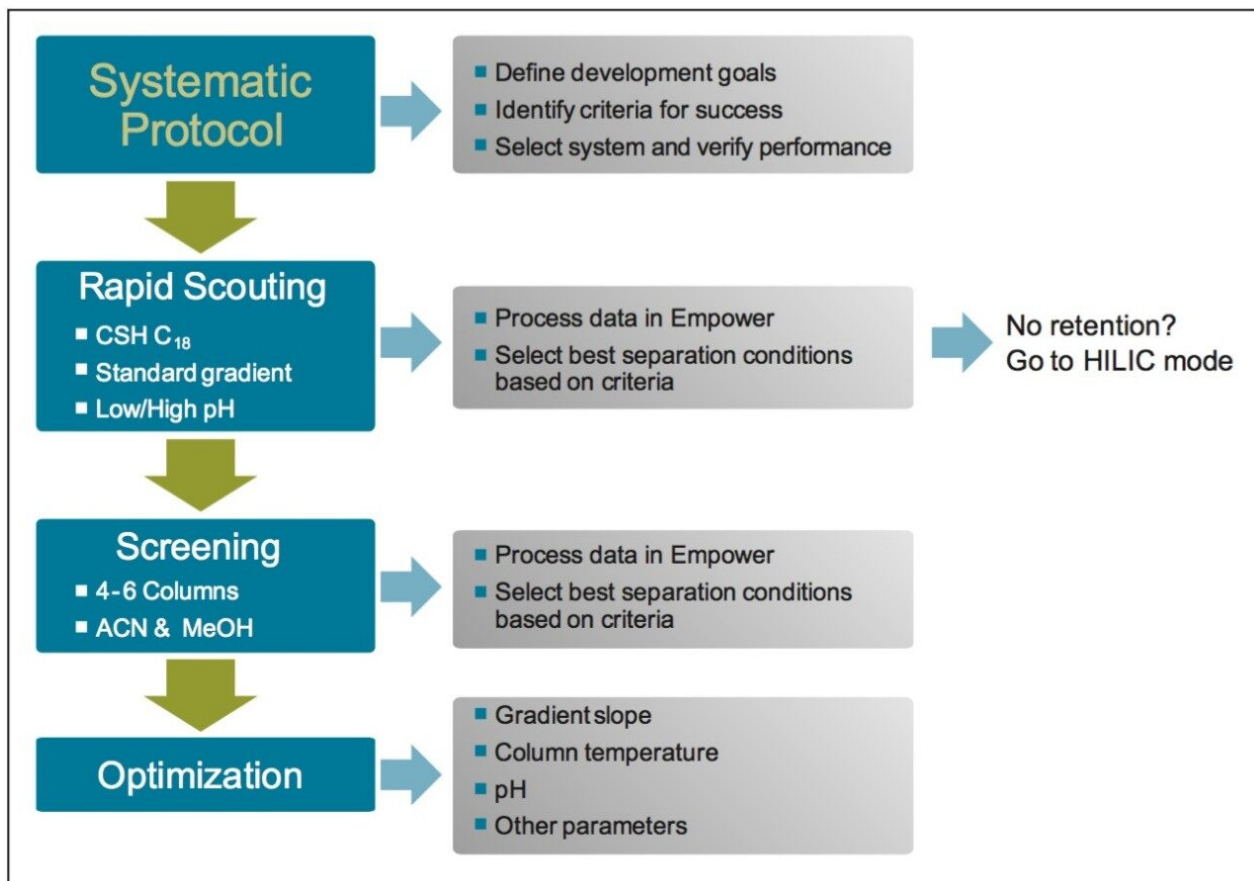 Systematic
Protocol
■ Define development goals
■ Identify criteria for success
■ Select system and verify performance
Rapid Scouting
■ CSH C₁₈
■ Standard gradient
■ Low/High pH
■ Process data in Empower
■ Select best separation conditions
based on criteria
No retention?
Go to HILIC mode
Screening
■ 4-6 Columns
■ ACN & MeOH
■ Process data in Empower
■ Select best separation conditions
based on criteria
Optimization
■ Gradient slope
■ Column temperature
■ pH
■ Other parameters